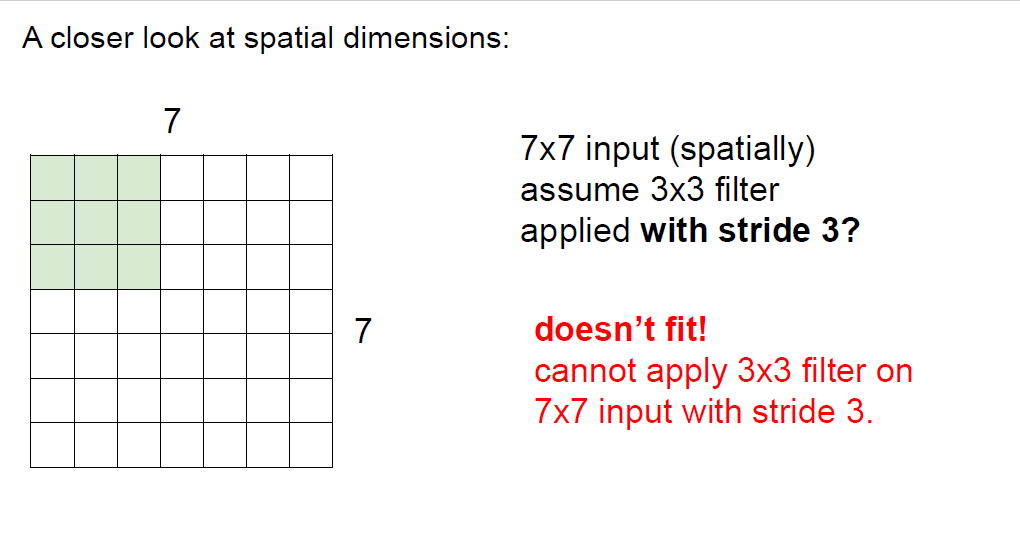 A closer look at spatial dimensions:
7
7x7 input (spatially)
assume 3x3 filter
applied with stride 3?
7
doesn’t fit!
cannot apply 3x3 filter on
7x7 input with stride 3.